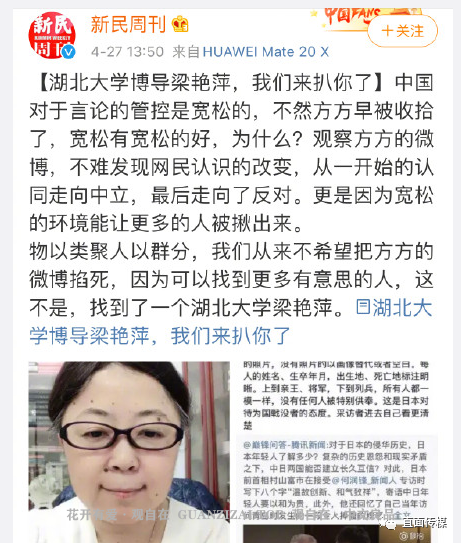 新民周刊
新民
周刊
4-27 13:50 来自 HUAWEI Mate 20 X
+关注
【湖北大学博导梁艳萍，我们来扒你了】中国
对于言论的管控是宽松的，不然方方早被收拾
了，宽松有宽松的好，为什么？观察方方的微
博，不难发现网民认识的改变，从一开始的认
同走向中立，最后走向了反对。更是因为宽松
的环境能让更多的人被揪出来。
物以类聚人以群分，我们从来不希望把方方的
微博掐死，因为可以找到更多有意思的人，这
不是，找到了一个湖北大学梁艳萍。湖北大
学博导梁艳萍，我们来扒你了
的照片，没有照片的以画像替代或者空白，每
人的姓名、生卒年月，出生地、死亡地标注明
晰。上到亲王、将军，下到列兵，所有人都一
模一样，没有任何人被特别供奉。这是日本对
待为国战没者的态度。采访者进去自己看更清
楚
@巅锋问答-腾讯新闻:对于日本的侵华历史，日
本年轻人了解多少？复杂的历史恩怨和现实矛盾
之下，中日网民能否建立长久互信？对此，日本
前首相村山富市在接受@何润锋_新闻人 专访时
写下八个字“温故创新、和气致祥”，寄语中日年
轻人要以和为贵。此外，他还回忆了自己当年访
直面传媒